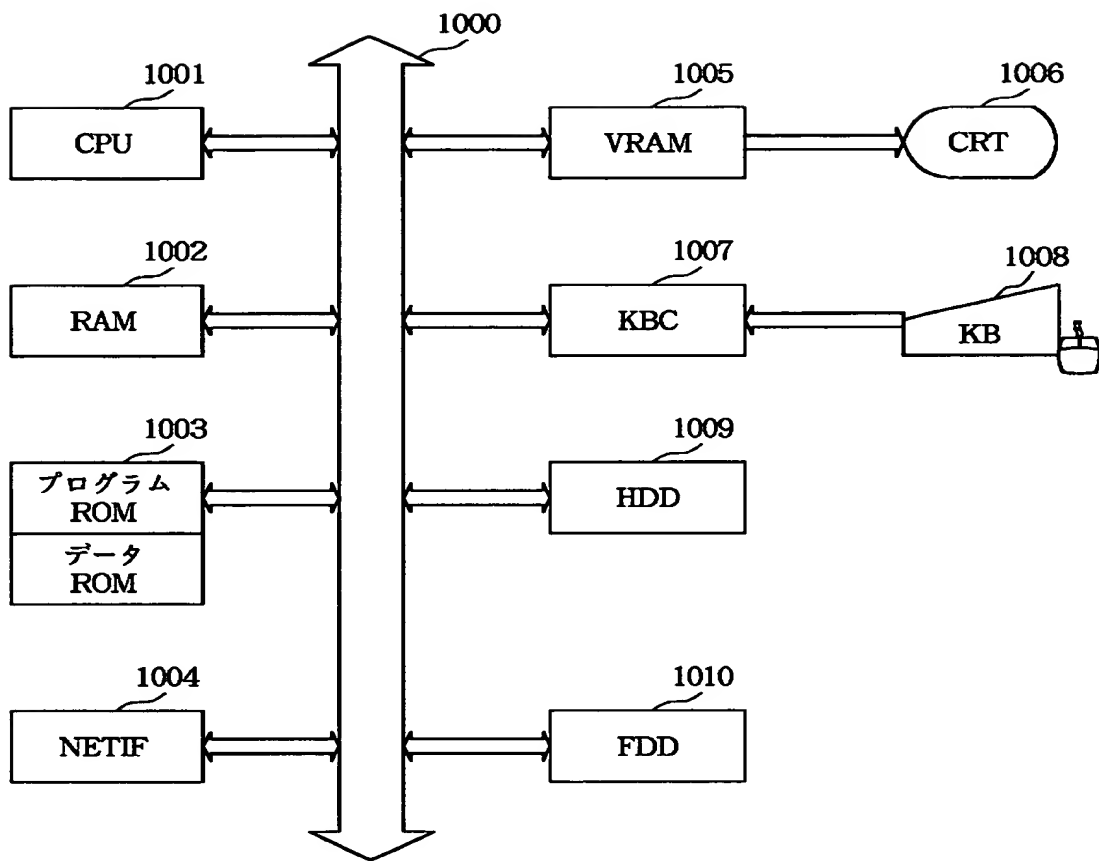 1000
1001
CPU
1005
VRAM
1006
CRT
1002
RAM
1007
KBC
1008
KB
1003
プログラム
ROM
データ
ROM
1009
HDD
1004
NETIF
1010
FDD